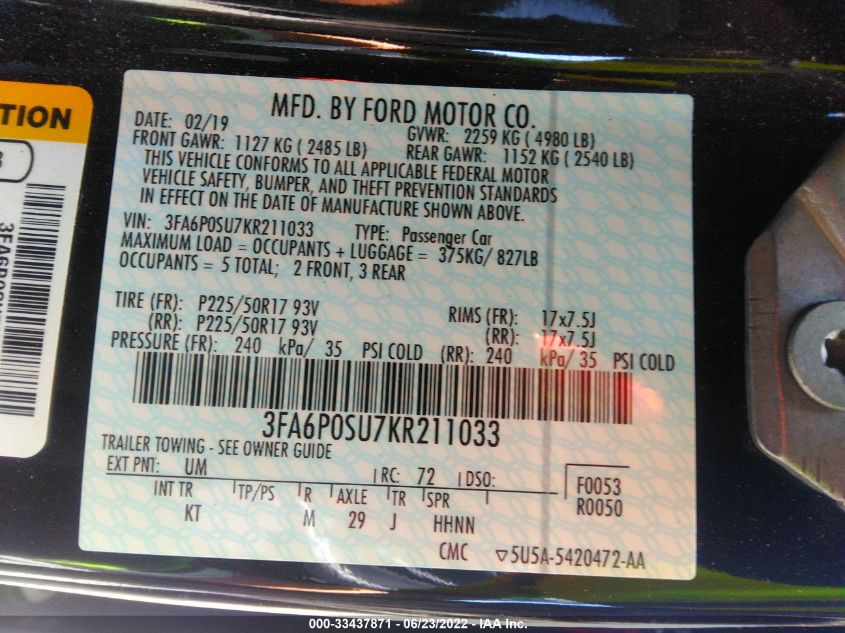 TION
3FA6P0SU
MFD. BY FORD MOTOR CO.
DATE: 02/19 GVWR: 2259 KG ( 4980 LB)
FRONT GAWR: 1127 KG ( 2485 LB) REAR GAWR: 1152 KG ( 2540 LB)
THIS VEHICLE CONFORMS TO ALL APPLICABLE FEDERAL MOTOR
VEHICLE SAFETY, BUMPER, AND THEFT PREVENTION STANDARDS
IN EFFECT ON THE DATE OF MANUFACTURE SHOWN ABOVE.
VIN: 3FA6P0SU7KR211033 TYPE: Passenger Car
MAXIMUM LOAD = OCCUPANTS + LUGGAGE = 375KG/ 827LB
OCCUPANTS = 5 TOTAL; 2 FRONT, 3 REAR
TIRE (FR): P225/50R17 93V RIMS (FR): 17x7.5J
(RR): P225/50R17 93V (RR): 17x7.5J
PRESSURE (FR): 240 kPa/ 35 PSI COLD (RR): 240 kPa/ 35 PSI COLD
3FA6P0SU7KR211033
TRAILER TOWING - SEE OWNER GUIDE
EXT PNT: UM RC: 72 DSO: F0053
R0050
INT TR TP/PS R AXLE TR SPR
KT M 29 J HHNN
CMC ▽5U5A-5420472-AA
000-33437871 - 06/23/2022 - IAA Inc.